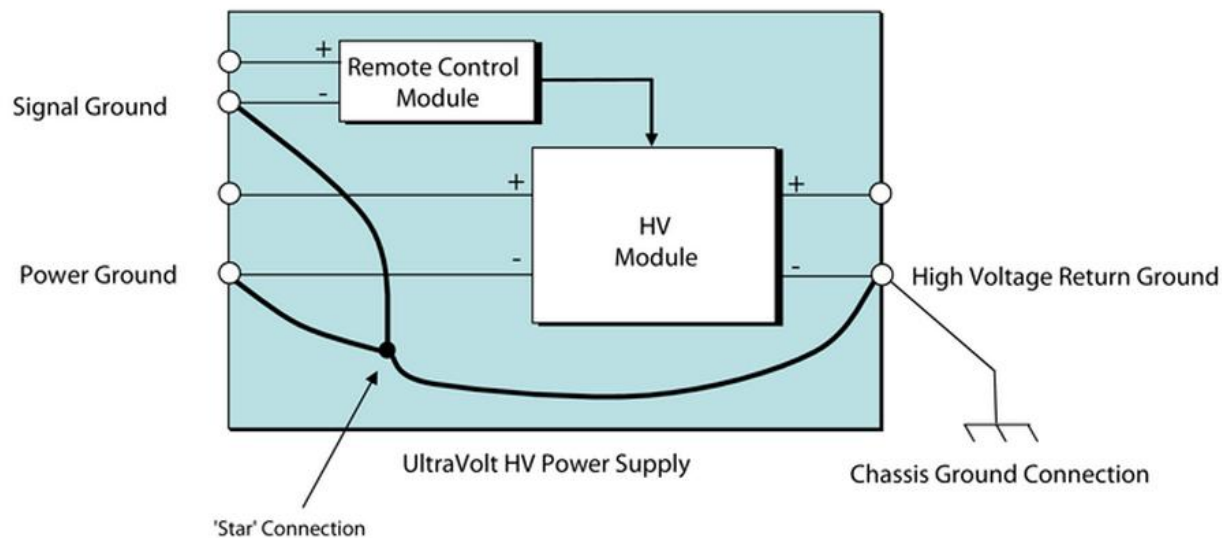 +
Remote Control
Module
-
Signal Ground
+
HV
Module
+
-
-
Power Ground
High Voltage Return Ground
UltraVolt HV Power Supply
Chassis Ground Connection
'Star' Connection